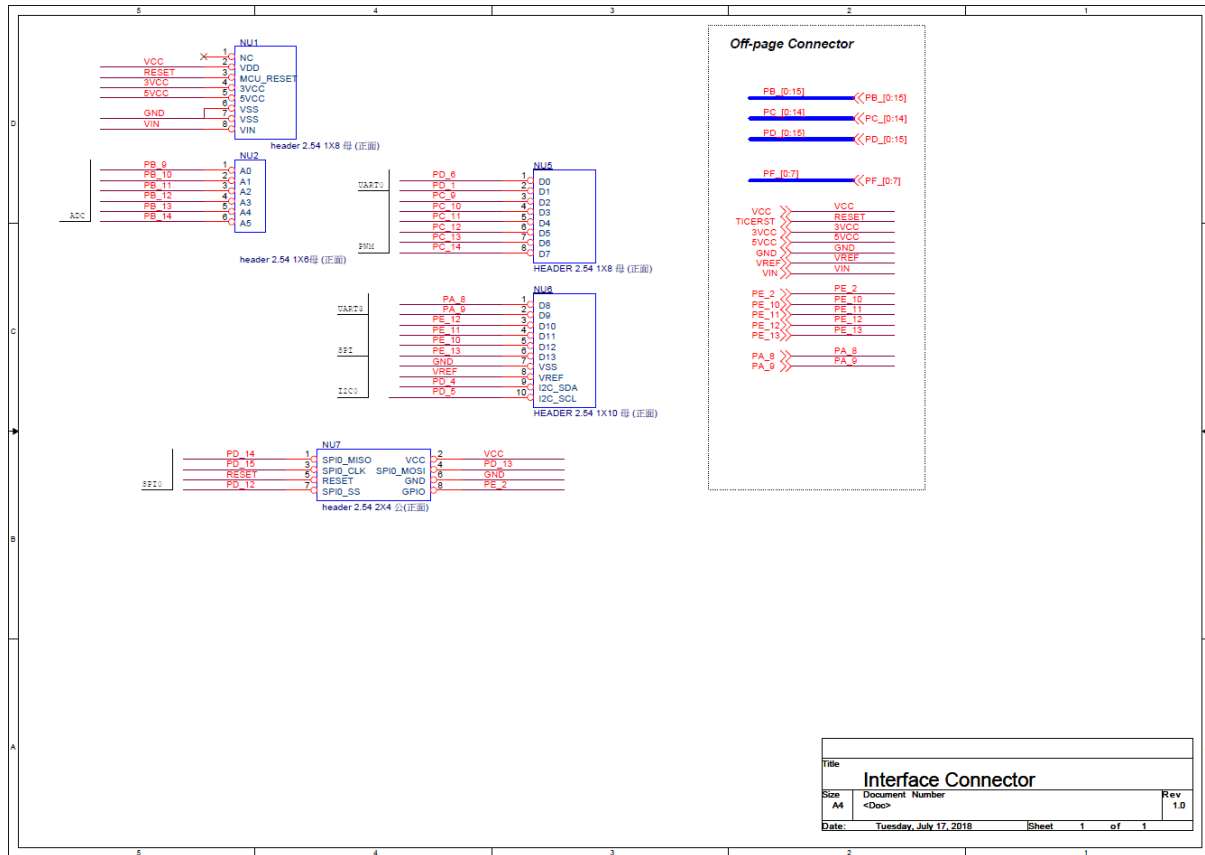 5 4 3 2 1
D
C
B
A
NU1
1 NC
VCC 2 VDD
RESET 3 MCU_RESET
3VCC 4 3VCC
5VCC 5 5VCC
6 VSS
GND 7 VSS
VIN 8 VIN
header 2.54 1X8 母 (正面)
NU2
PB_9 1 A0
PB_10 2 A1
PB_11 3 A2
PB_12 4 A3
PB_13 5 A4
PB_14 6 A5
ADC
header 2.54 1X6母 (正面)
NU5
PD_6 1 D0
UART0
PD_1 2 D1
PC_9 3 D2
PC_10 4 D3
PC_11 5 D4
PC_12 6 D5
PC_13 7 D6
PC_14 8 D7
PWM
HEADER 2.54 1X8 母 (正面)
NU6
PA_8 1 D8
PA_9 2 D9
PE_12 3 D10
PE_11 4 D11
PE_10 5 D12
PE_13 6 D13
GND 7 VSS
VREF 8 VREF
PD_4 9 I2C_SDA
PD_5 10 I2C_SCL
SPI
I2C0
HEADER 2.54 1X10 母 (正面)
NU7
PD_14 1 SPI0_MISO VCC 2 VCC
PD_15 3 SPI0_CLK SPI0_MOSI 4 PD_13
RESET 5 RESET GND 6 GND
PD_12 7 SPI0_SS GPIO 8 PE_2
SPI0
header 2.54 2X4 公(正面)
Off-page Connector
PB_[0:15] PB_[0:15]
PC_[0:14] PC_[0:14]
PD_[0:15] PD_[0:15]
PF_[0:7] PF_[0:7]
VCC VCC
TICERST RESET
3VCC 3VCC
5VCC 5VCC
GND GND
VREF VREF
VIN VIN
PE_2 PE_2
PE_10 PE_10
PE_11 PE_11
PE_12 PE_12
PE_13 PE_13
PA_8 PA_8
PA_9 PA_9
Title
Interface Connector
Size Document Number Rev
A4 <Doc> 1.0
Date: Tuesday, July 17, 2018 Sheet 1 of 1
5 4 3 2 1